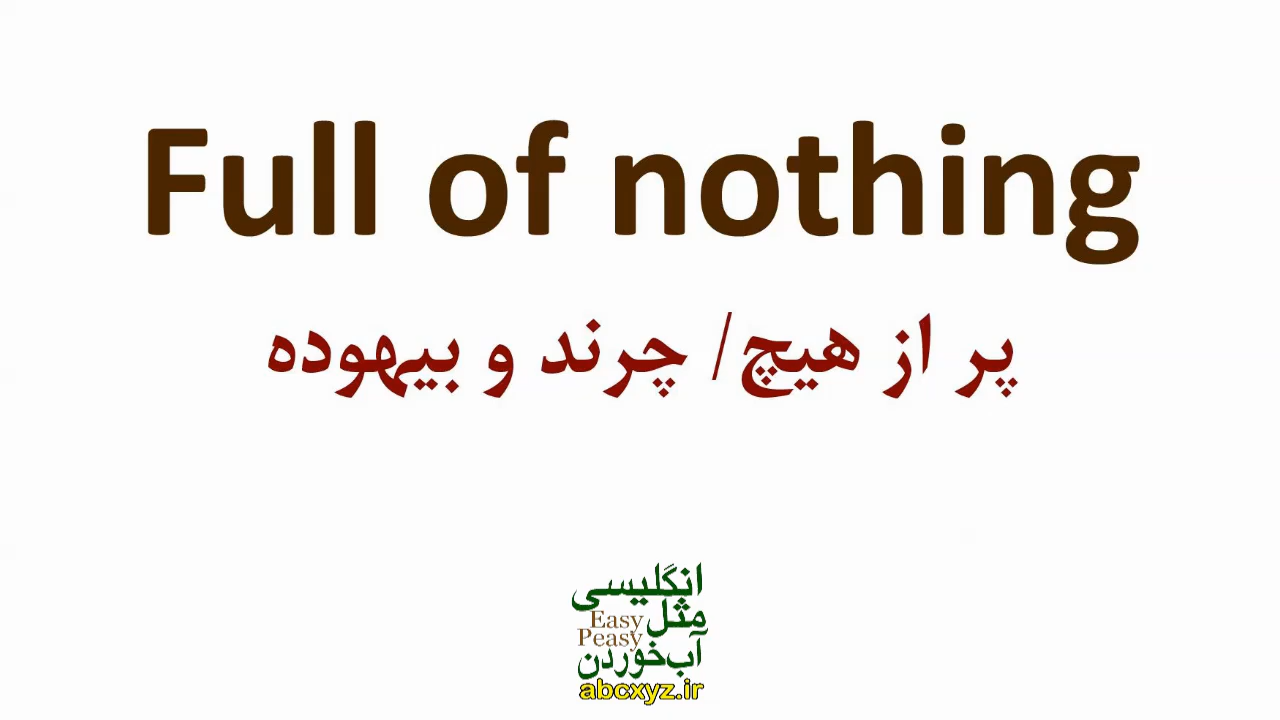 Full of nothing
پر از هیچ/ چرند و بیهوده
انگلیسی
مثل
Easy
Peasy
آب‌خوردن
abcxyz.ir